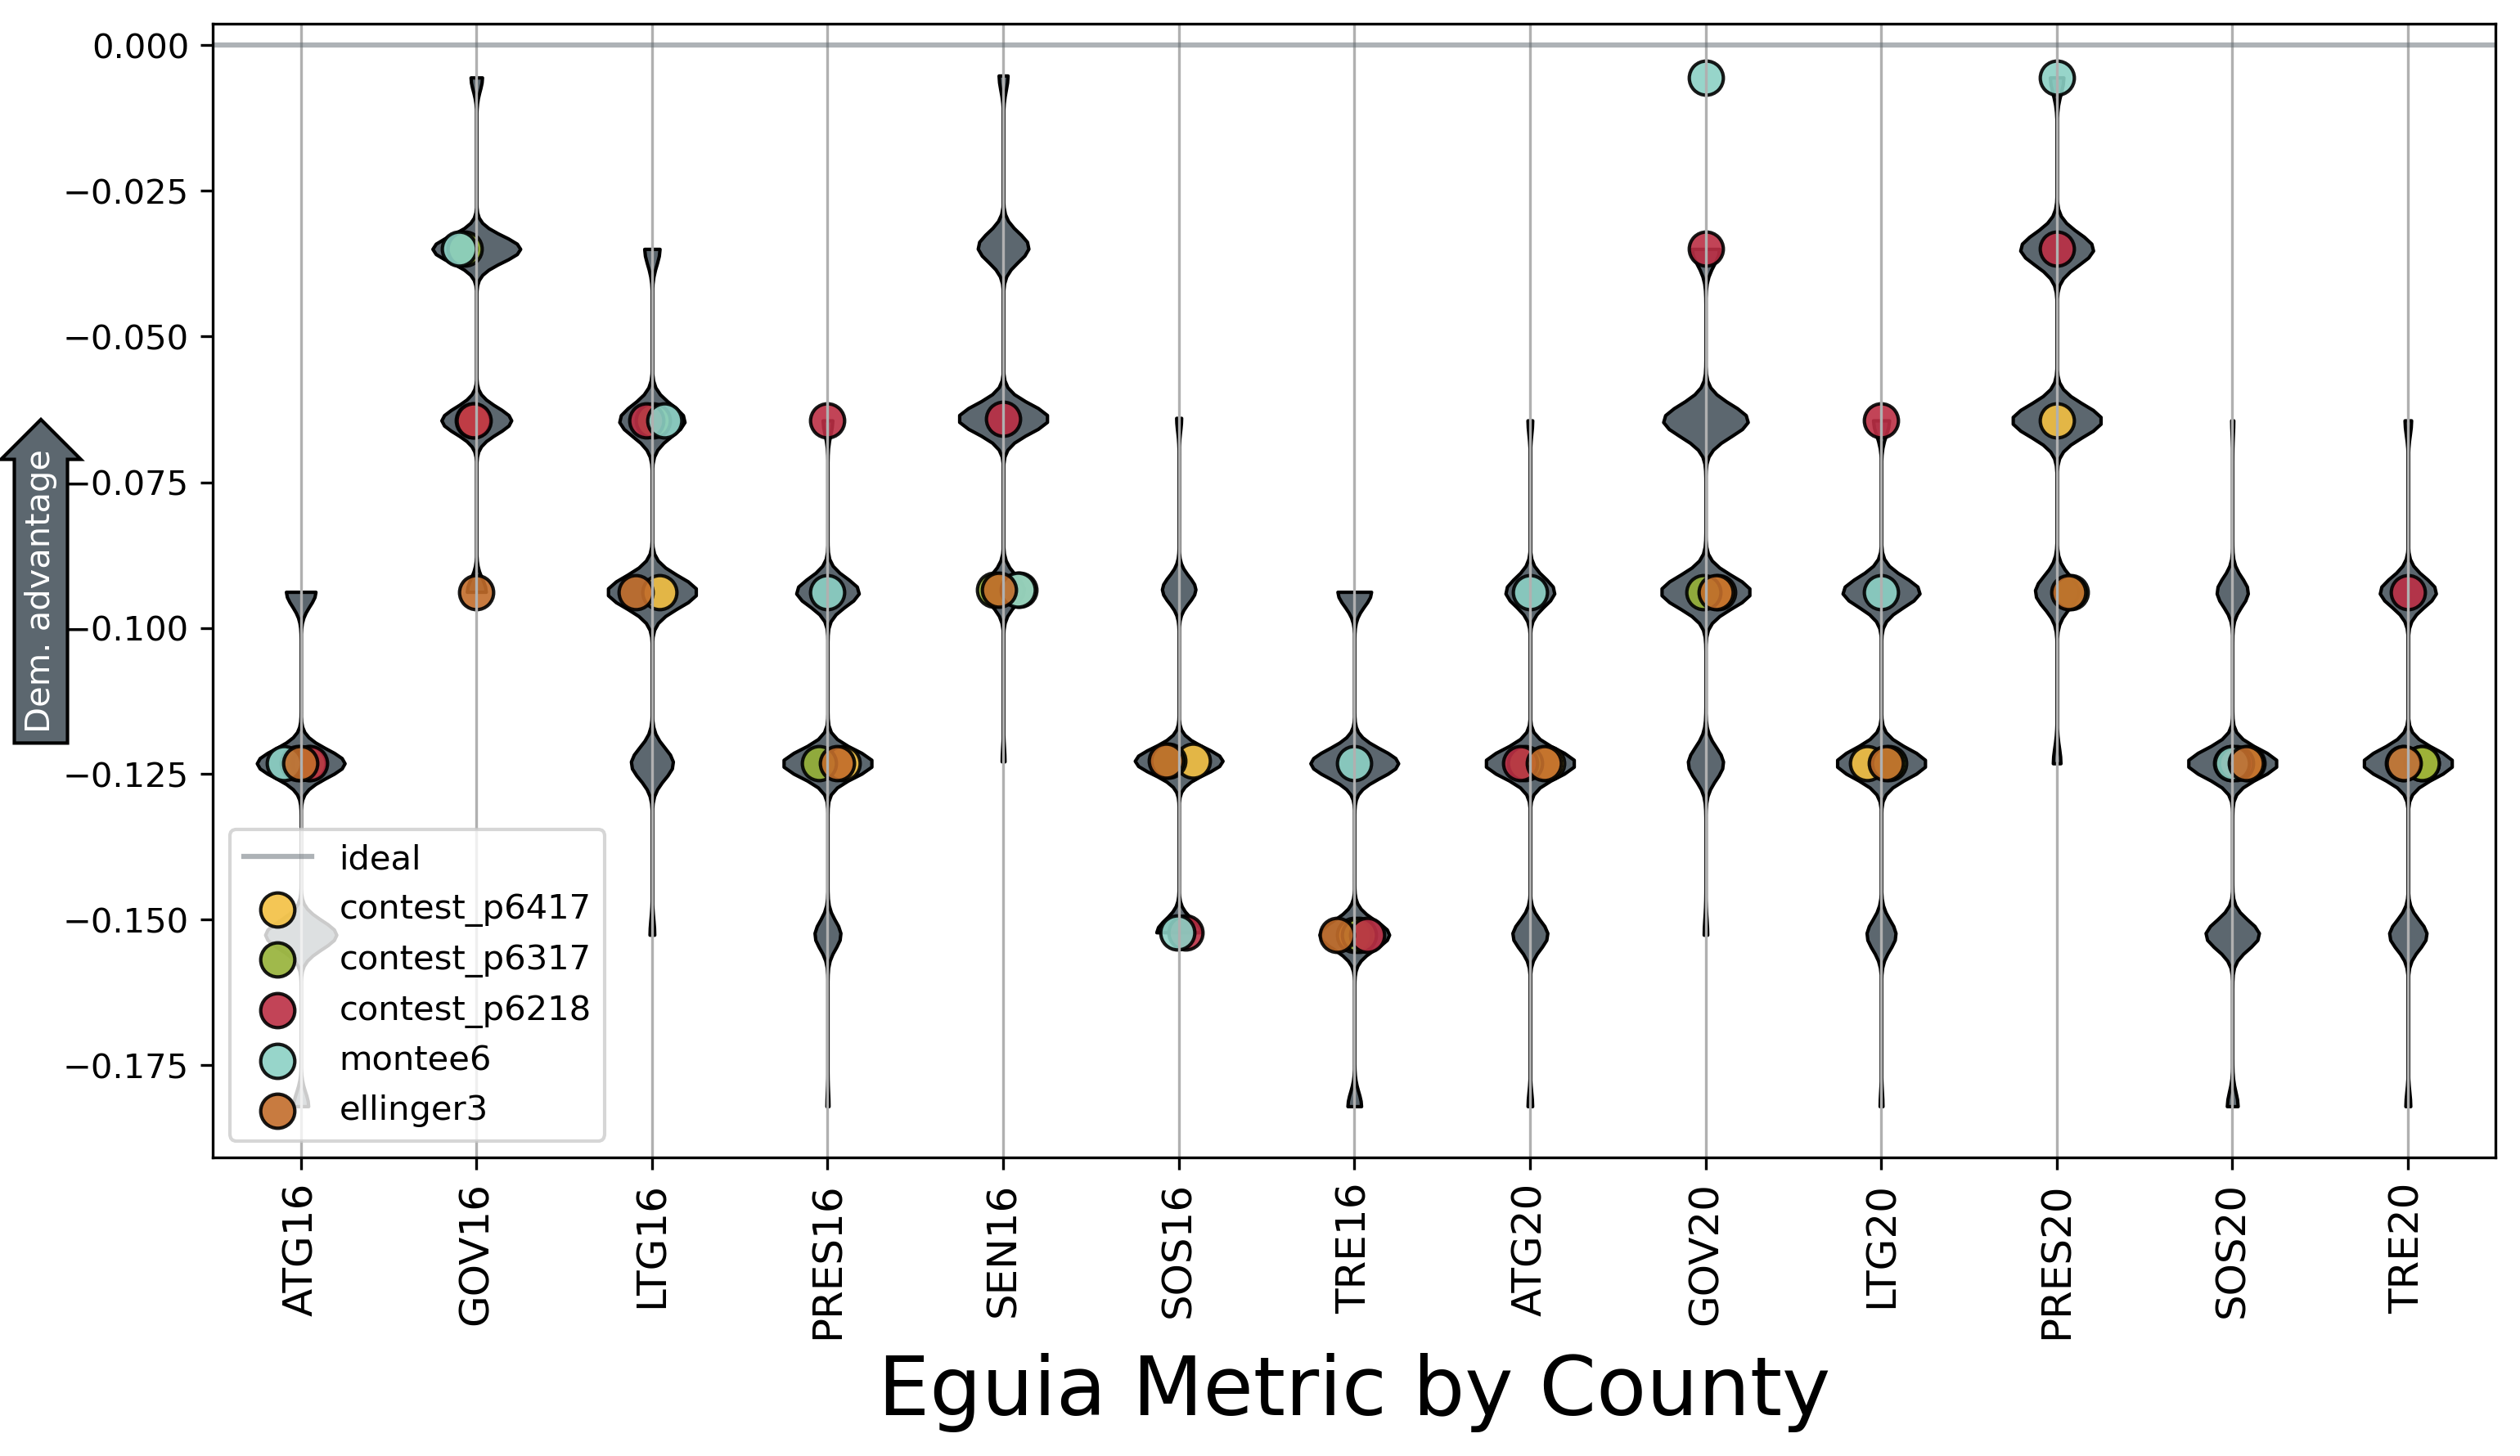 0.000
−0.025
−0.050
−0.075
−0.100
−0.125
−0.150
−0.175
Dem. advantage
ideal
contest_p6417
contest_p6317
contest_p6218
montee6
ellinger3
ATG16
GOV16
LTG16
PRES16
SEN16
SOS16
TRE16
ATG20
GOV20
LTG20
PRES20
SOS20
TRE20
Eguia Metric by County